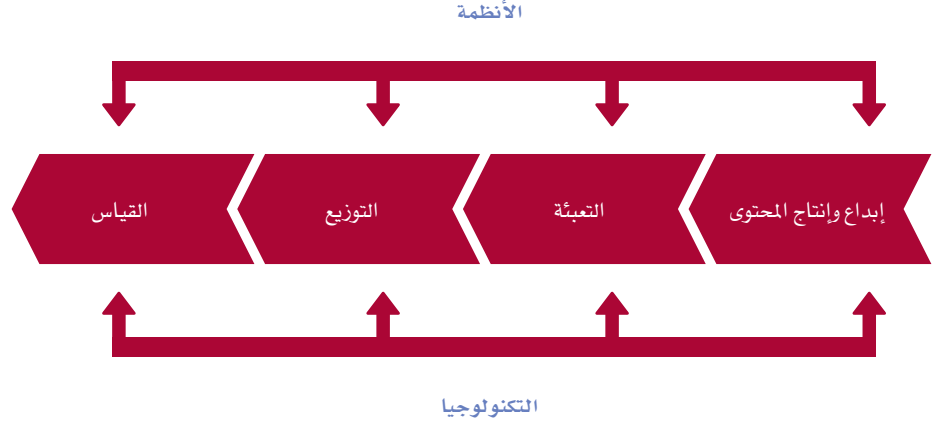 الأنظمة
إبداع وإنتاج المحتوى
التعبئة
التوزيع
القياس
التكنولوجيا